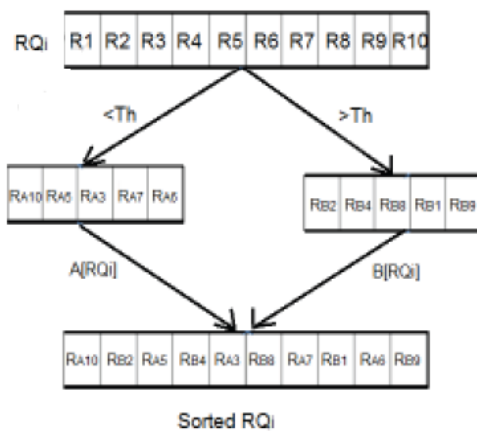 RQi R1 R2 R3 R4 R5 R6 R7 R8 R9 R10
<Th >Th
RA10 RA5 RA3 RA7 RA6
RB2 RB4 RB8 RB1 RB9
A[RQi] B[RQi]
RA10 RB2 RA5 RB4 RA3 RB8 RA7 RB1 RA6 RB9
Sorted RQi